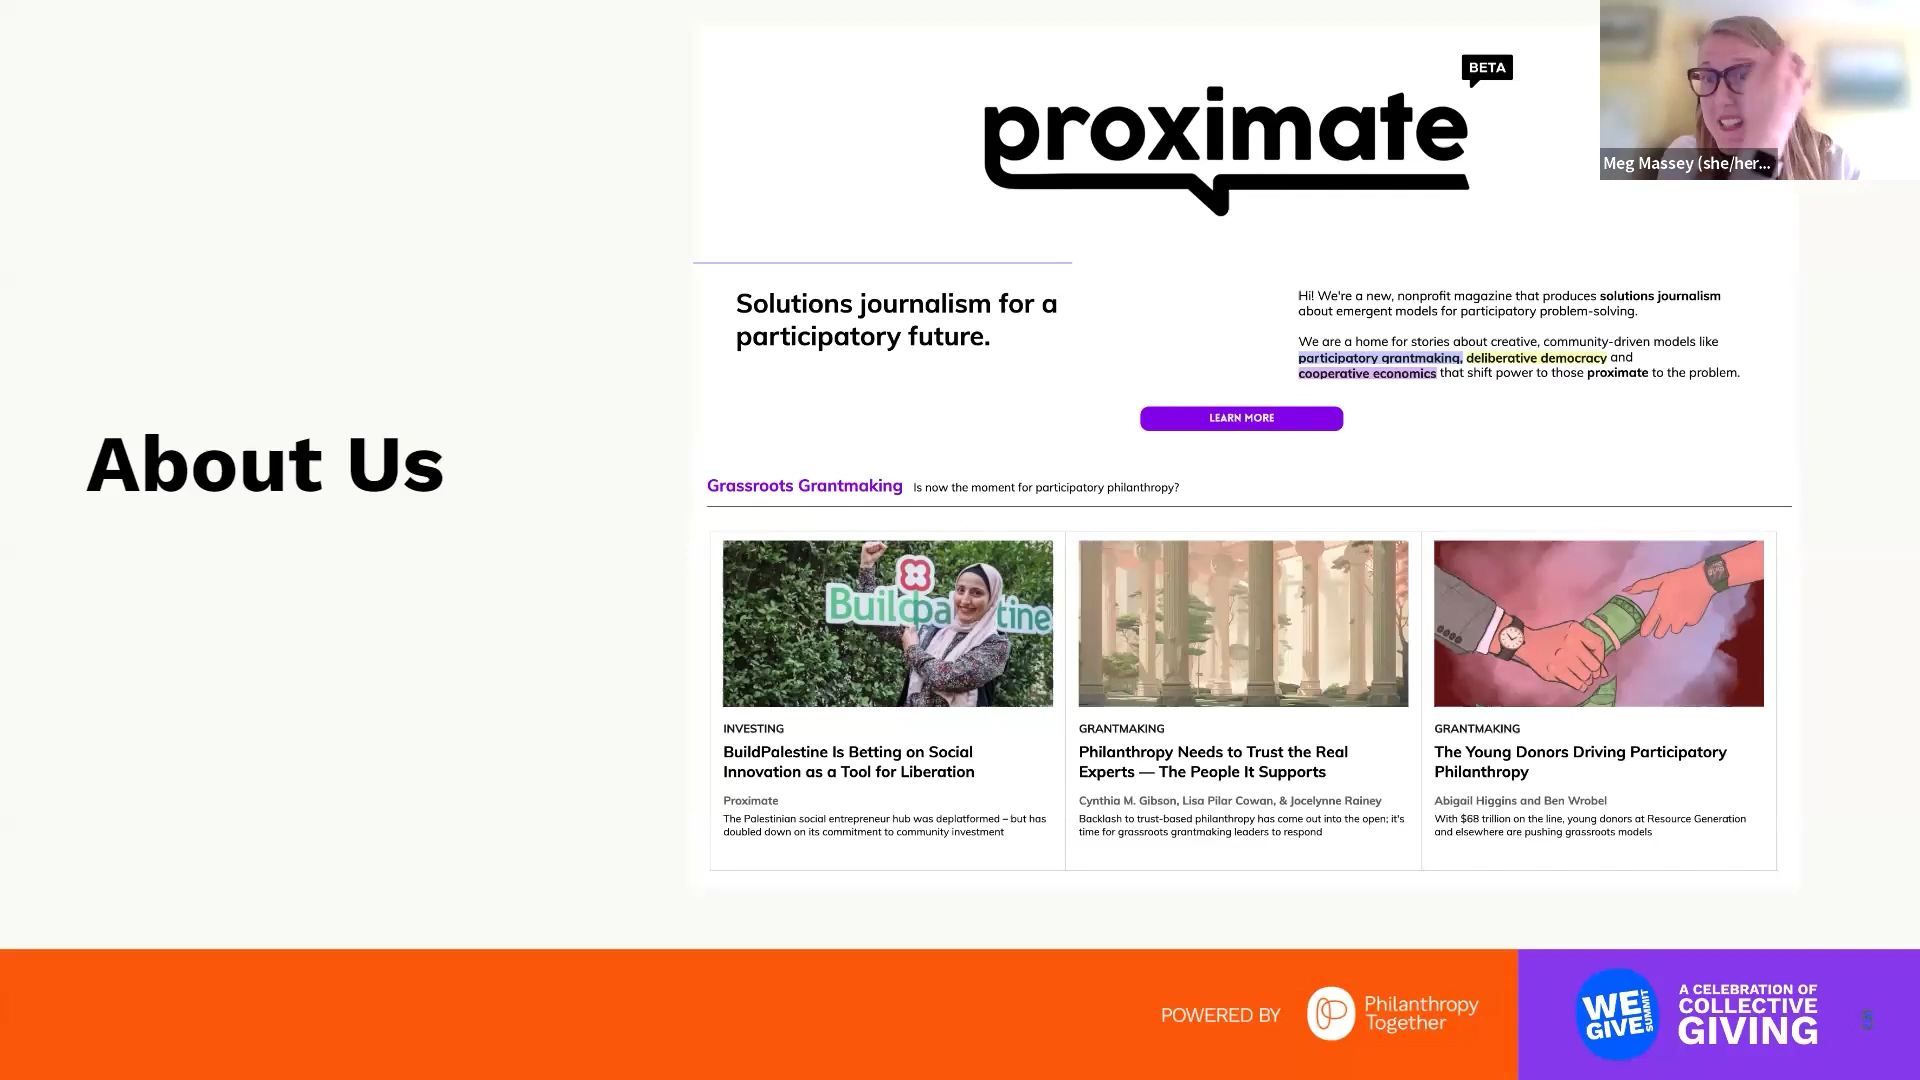 BETA
proximate
Meg Massey (she/her...
Solutions journalism for a
participatory future.
Hi! We're a new, nonprofit magazine that produces solutions journalism
about emergent models for participatory problem-solving.
We are a home for stories about creative, community-driven models like
participatory grantmaking, deliberative democracy and
cooperative economics that shift power to those proximate to the problem.
LEARN MORE
About Us
Grassroots Grantmaking Is now the moment for participatory philanthropy?
Buildpa tine
INVESTING
BuildPalestine Is Betting on Social
Innovation as a Tool for Liberation
Proximate
The Palestinian social entrepreneur hub was deplatformed – but has
doubled down on its commitment to community investment
GRANTMAKING
Philanthropy Needs to Trust the Real
Experts — The People It Supports
Cynthia M. Gibson, Lisa Pilar Cowan, & Jocelynne Rainey
Backlash to trust-based philanthropy has come out into the open; it's
time for grassroots grantmaking leaders to respond
GRANTMAKING
The Young Donors Driving Participatory
Philanthropy
Abigail Higgins and Ben Wrobel
With $68 trillion on the line, young donors at Resource Generation
and elsewhere are pushing grassroots models
POWERED BY
Philanthropy
Together
WE
GIVE
SUMMIT
A CELEBRATION OF
COLLECTIVE
GIVING